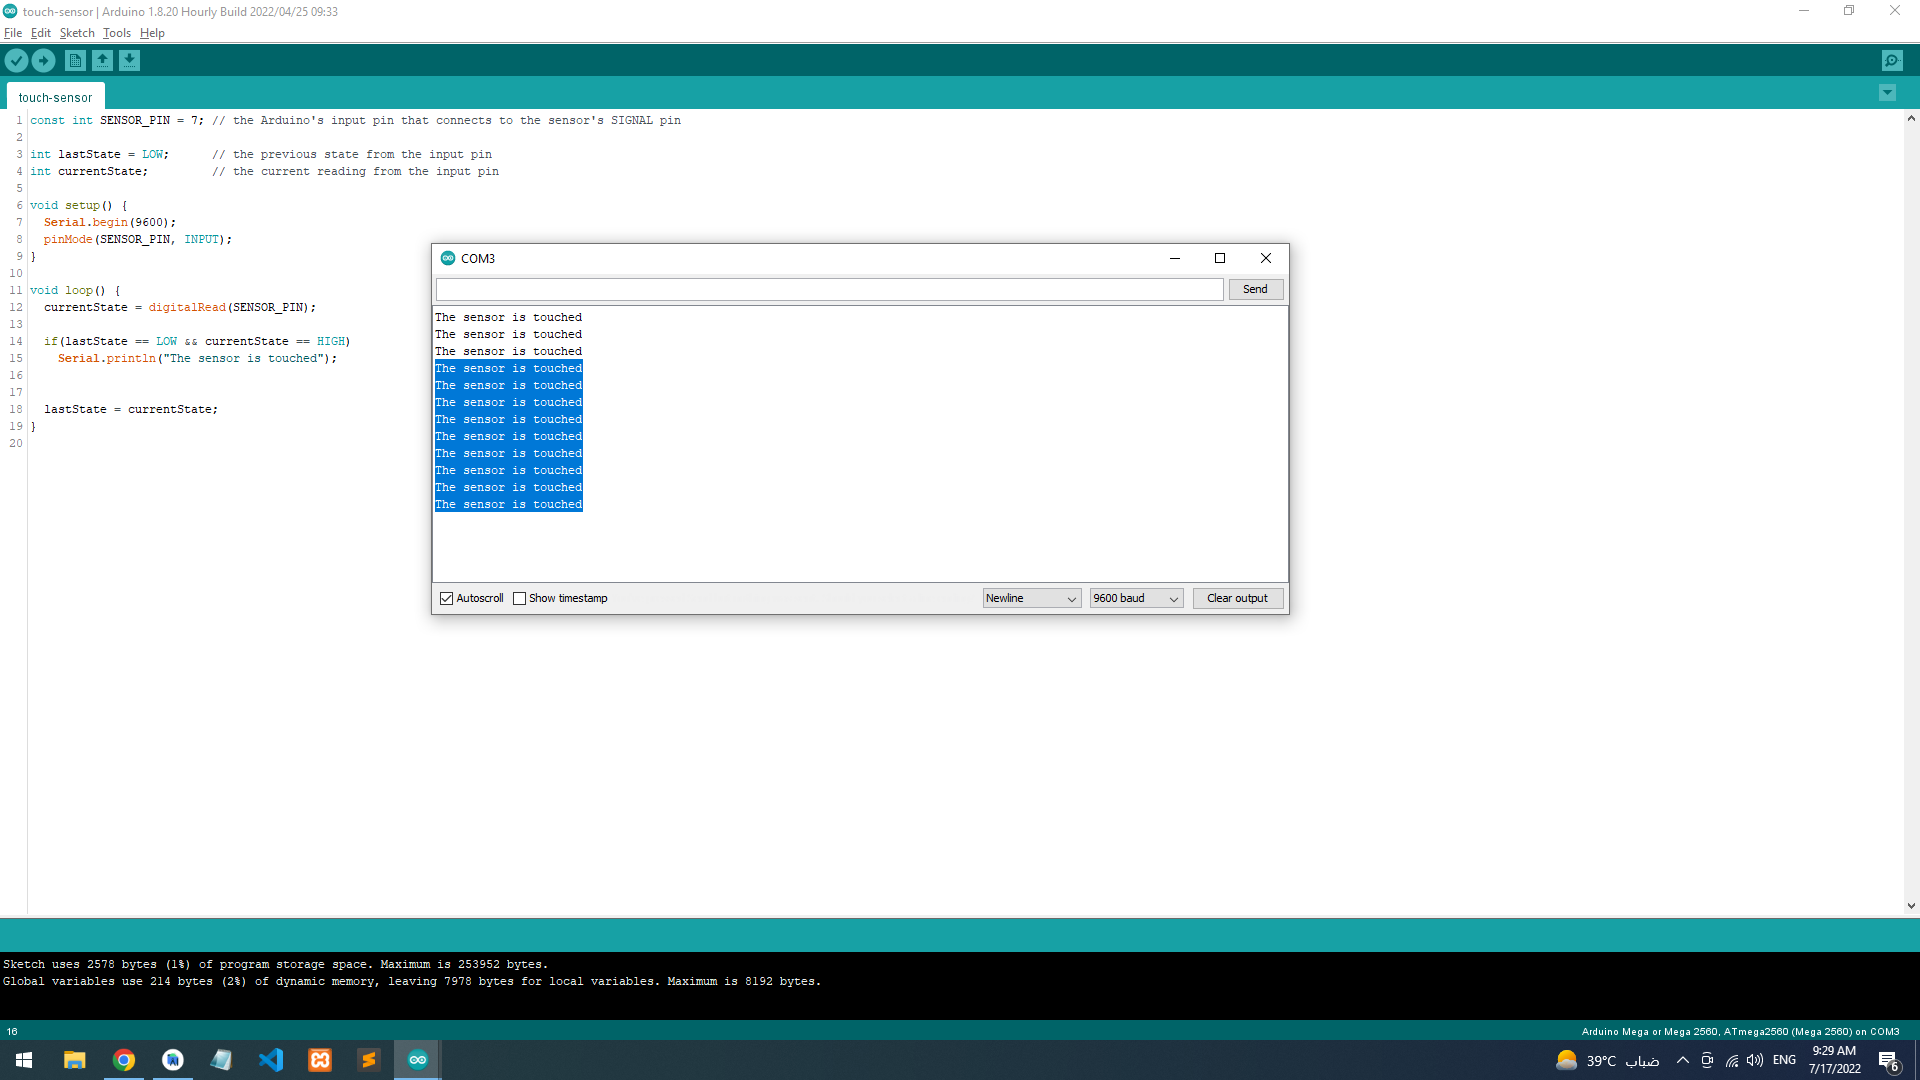 touch-sensor | Arduino 1.8.20 Hourly Build 2022/04/25 09:33
File Edit Sketch Tools Help
touch-sensor
1 const int SENSOR_PIN = 7; // the Arduino's input pin that connects to the sensor's SIGNAL pin
2
3 int lastState = LOW;      // the previous state from the input pin
4 int currentState;         // the current reading from the input pin
5
6 void setup() {
7   Serial.begin(9600);
8   pinMode(SENSOR_PIN, INPUT);
9 }
10
11 void loop() {
12   currentState = digitalRead(SENSOR_PIN);
13
14   if(lastState == LOW && currentState == HIGH)
15     Serial.println("The sensor is touched");
16
17
18   lastState = currentState;
19 }
20
COM3
Send
The sensor is touched
The sensor is touched
The sensor is touched
The sensor is touched
The sensor is touched
The sensor is touched
The sensor is touched
The sensor is touched
The sensor is touched
The sensor is touched
The sensor is touched
The sensor is touched
Autoscroll Show timestamp Newline 9600 baud Clear output
Sketch uses 2578 bytes (1%) of program storage space. Maximum is 253952 bytes.
Global variables use 214 bytes (2%) of dynamic memory, leaving 7978 bytes for local variables. Maximum is 8192 bytes.
16 Arduino Mega or Mega 2560, ATmega2560 (Mega 2560) on COM3
39°C ضباب ENG 9:29 AM
7/17/2022 6